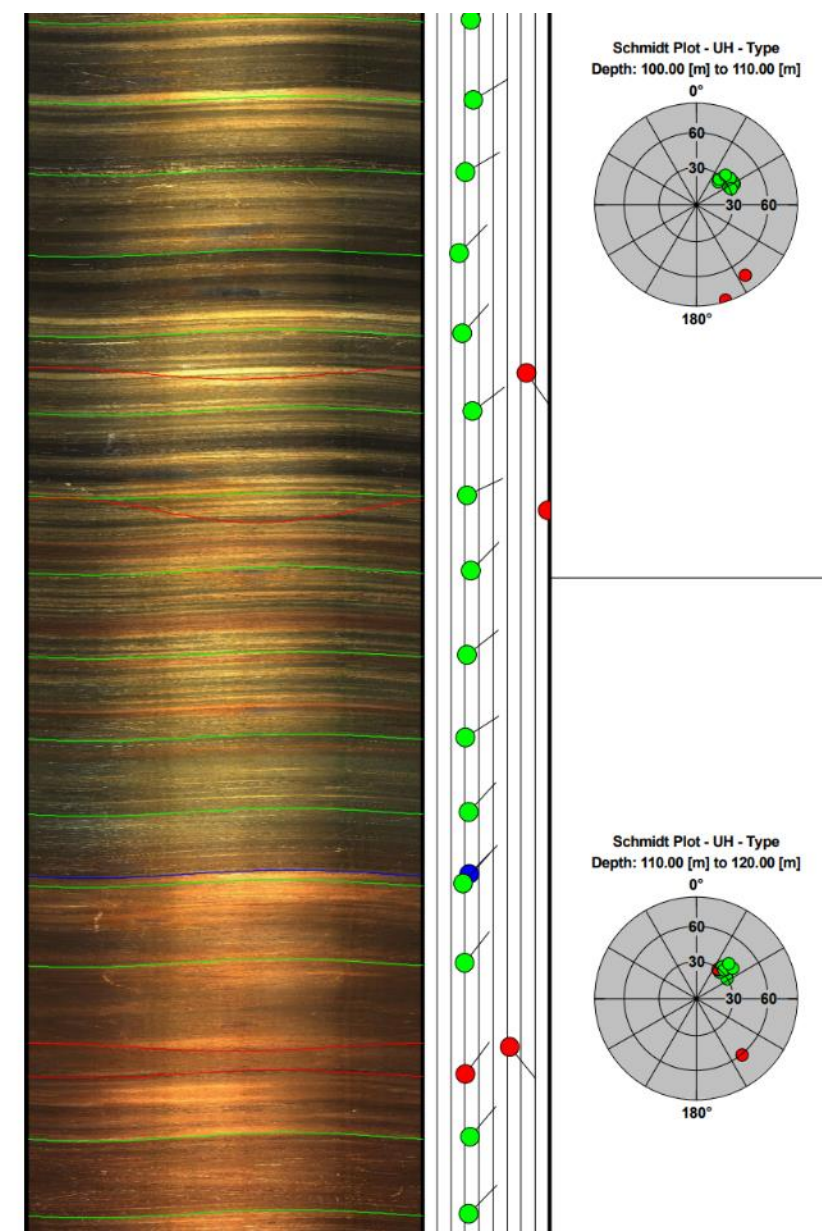 Schmidt Plot - UH - Type
Depth: 100.00 [m] to 110.00 [m]
0°
60
30
30 60
180°
Schmidt Plot - UH - Type
Depth: 110.00 [m] to 120.00 [m]
0°
60
30
30 60
180°